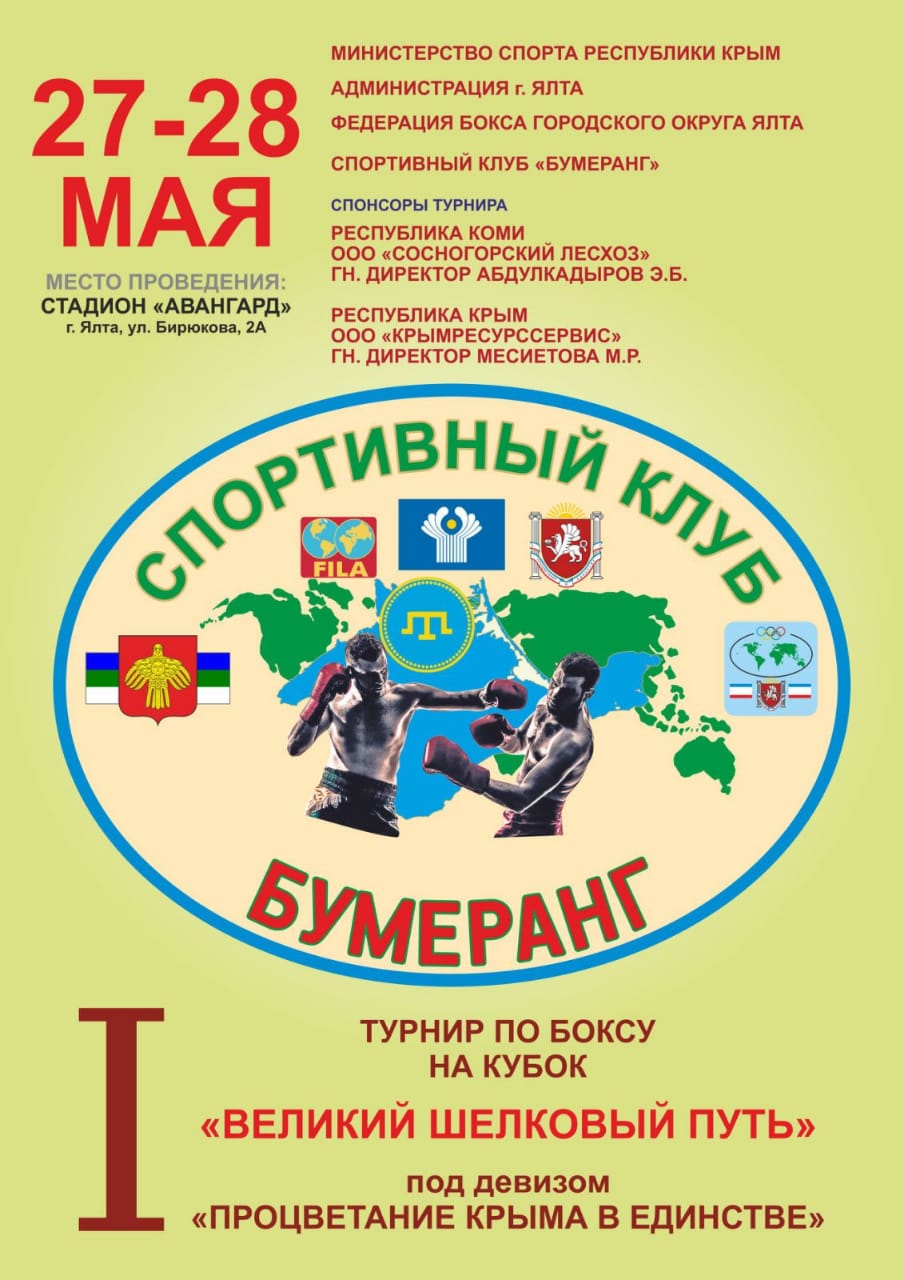 27-28
МАЯ
МЕСТО ПРОВЕДЕНИЯ:
СТАДИОН «АВАНГАРД»
г. Ялта, ул. Бирюкова, 2А
МИНИСТЕРСТВО СПОРТА РЕСПУБЛИКИ КРЫМ
АДМИНИСТРАЦИЯ г. ЯЛТА
ФЕДЕРАЦИЯ БОКСА ГОРОДСКОГО ОКРУГА ЯЛТА
СПОРТИВНЫЙ КЛУБ «БУМЕРАНГ»
СПОНСОРЫ ТУРНИРА
РЕСПУБЛИКА КОМИ
ООО «СОСНОГОРСКИЙ ЛЕСХОЗ»
ГН. ДИРЕКТОР АБДУЛКАДЫРОВ Э.Б.
РЕСПУБЛИКА КРЫМ
ООО «КРЫМРЕСУРССЕРВИС»
ГН. ДИРЕКТОР МЕСИЕТОВА М.Р.
СПОРТИВНЫЙ КЛУБ
FILA
БУМЕРАНГ
I
ТУРНИР ПО БОКСУ
НА КУБОК
«ВЕЛИКИЙ ШЕЛКОВЫЙ ПУТЬ»
под девизом
«ПРОЦВЕТАНИЕ КРЫМА В ЕДИНСТВЕ»